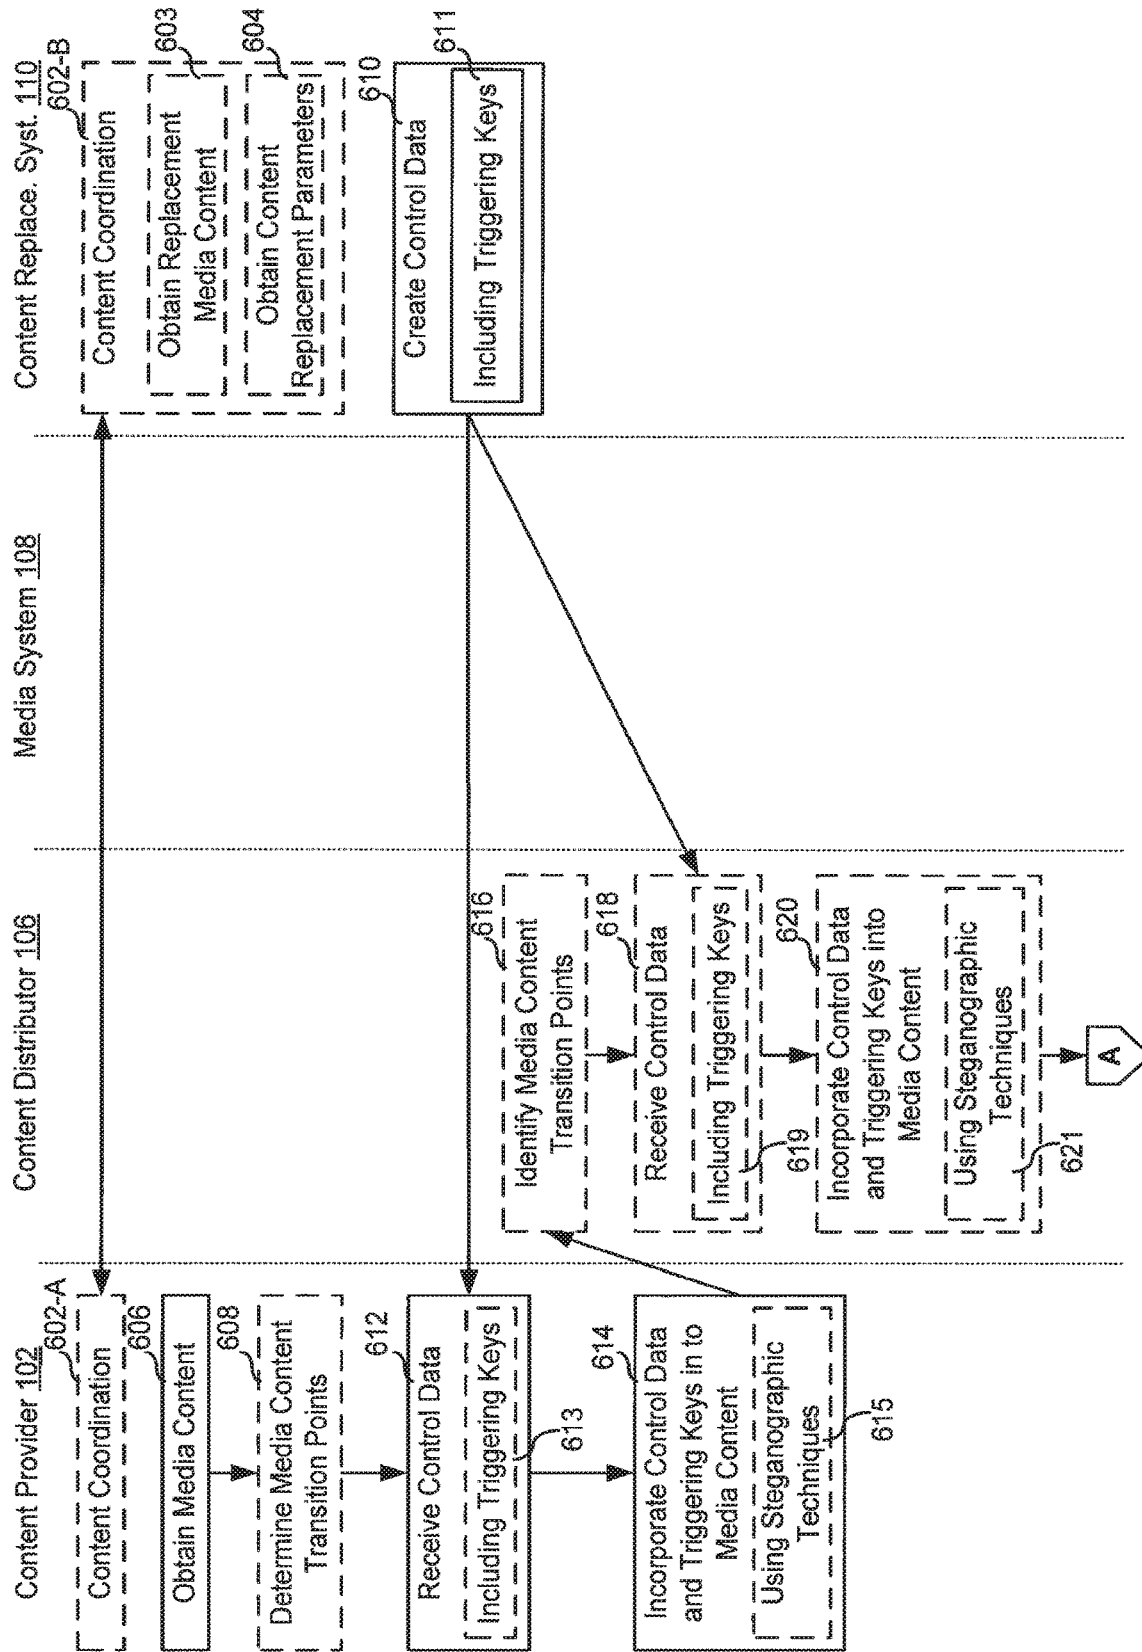 Content Provider 102
602-A
Content Coordination
606
Obtain Media Content
608
Determine Media Content
Transition Points
612
Receive Control Data
Including Triggering Keys
613
614
Incorporate Control Data
and Triggering Keys in to
Media Content
Using Steganographic
Techniques
615
Content Distributor 106
616
Identify Media Content
Transition Points
618
Receive Control Data
Including Triggering Keys
619
620
Incorporate Control Data
and Triggering Keys into
Media Content
Using Steganographic
Techniques
621
A
Media System 108
Content Replace. Syst. 110
602-B
Content Coordination
603
Obtain Replacement
Media Content
604
Obtain Content
Replacement Parameters
610
Create Control Data
611
Including Triggering Keys